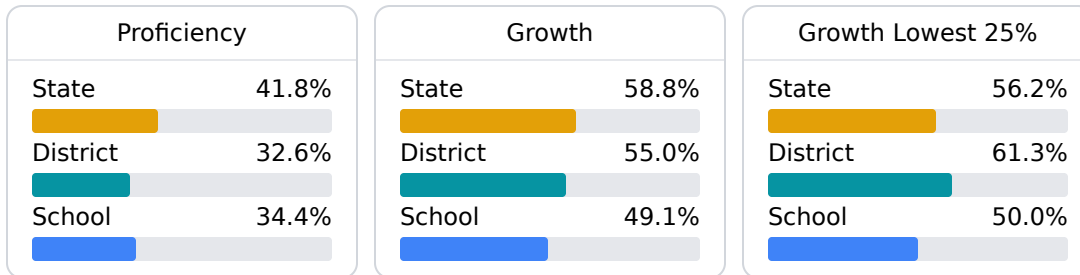 Proficiency
State 41.8%
District 32.6%
School 34.4%
Growth
State 58.8%
District 55.0%
School 49.1%
Growth Lowest 25%
State 56.2%
District 61.3%
School 50.0%